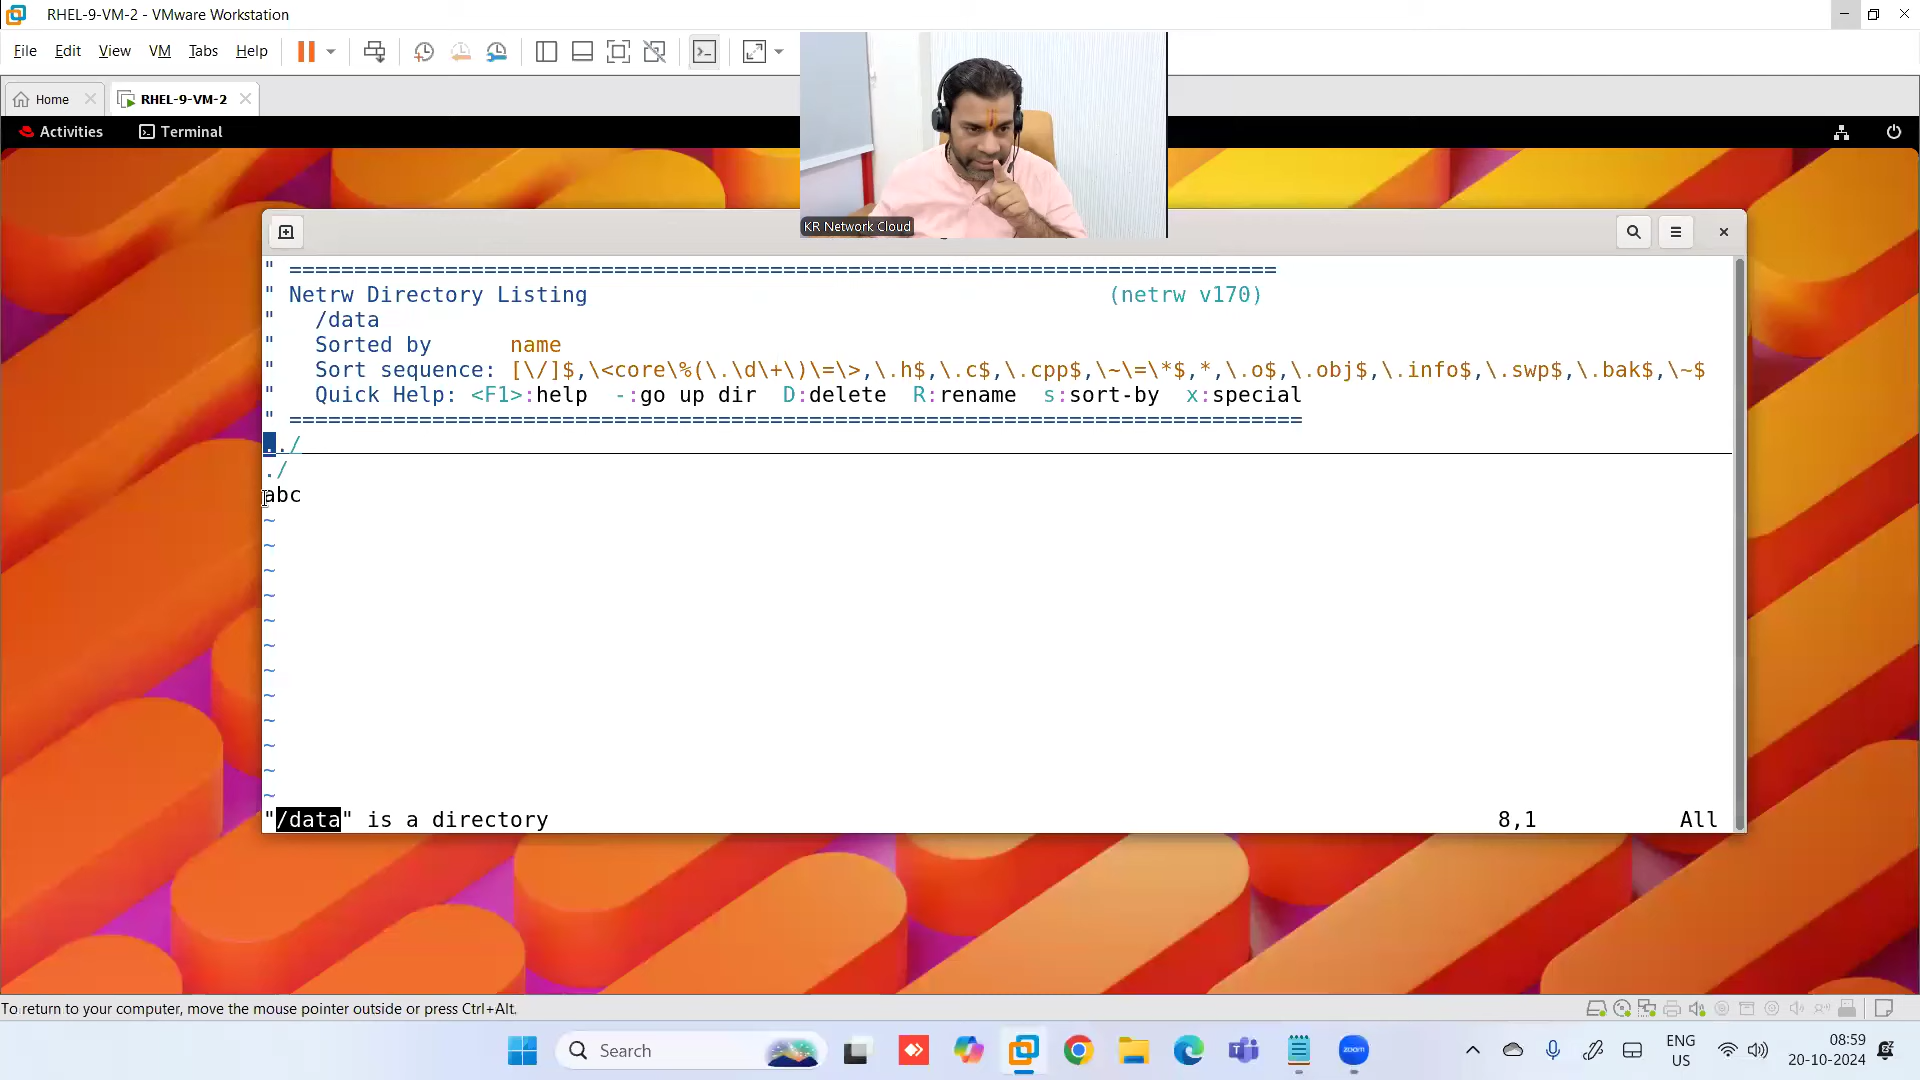 RHEL-9-VM-2 - VMware Workstation
File Edit View VM Tabs Help
Home RHEL-9-VM-2
Activities Terminal
KR Network Cloud
" ============================================================================
" Netrw Directory Listing (netrw v170)
" /data
" Sorted by name
" Sort sequence: [\/]$,\<core\%(\.\d\+\)\=\>,\.h$,\.c$,\.cpp$,\~\=\*$,*,\.o$,\.obj$,\.info$,\.swp$,\.bak$,\~$
" Quick Help: <F1>:help -:go up dir D:delete R:rename s:sort-by x:special
" ==============================================================================
../
./
abc
~
~
~
~
~
~
~
~
~
~
~
~
"/data" is a directory 8,1 All
To return to your computer, move the mouse pointer outside or press Ctrl+Alt.
Search
zoom
ENG
US
08:59
20-10-2024